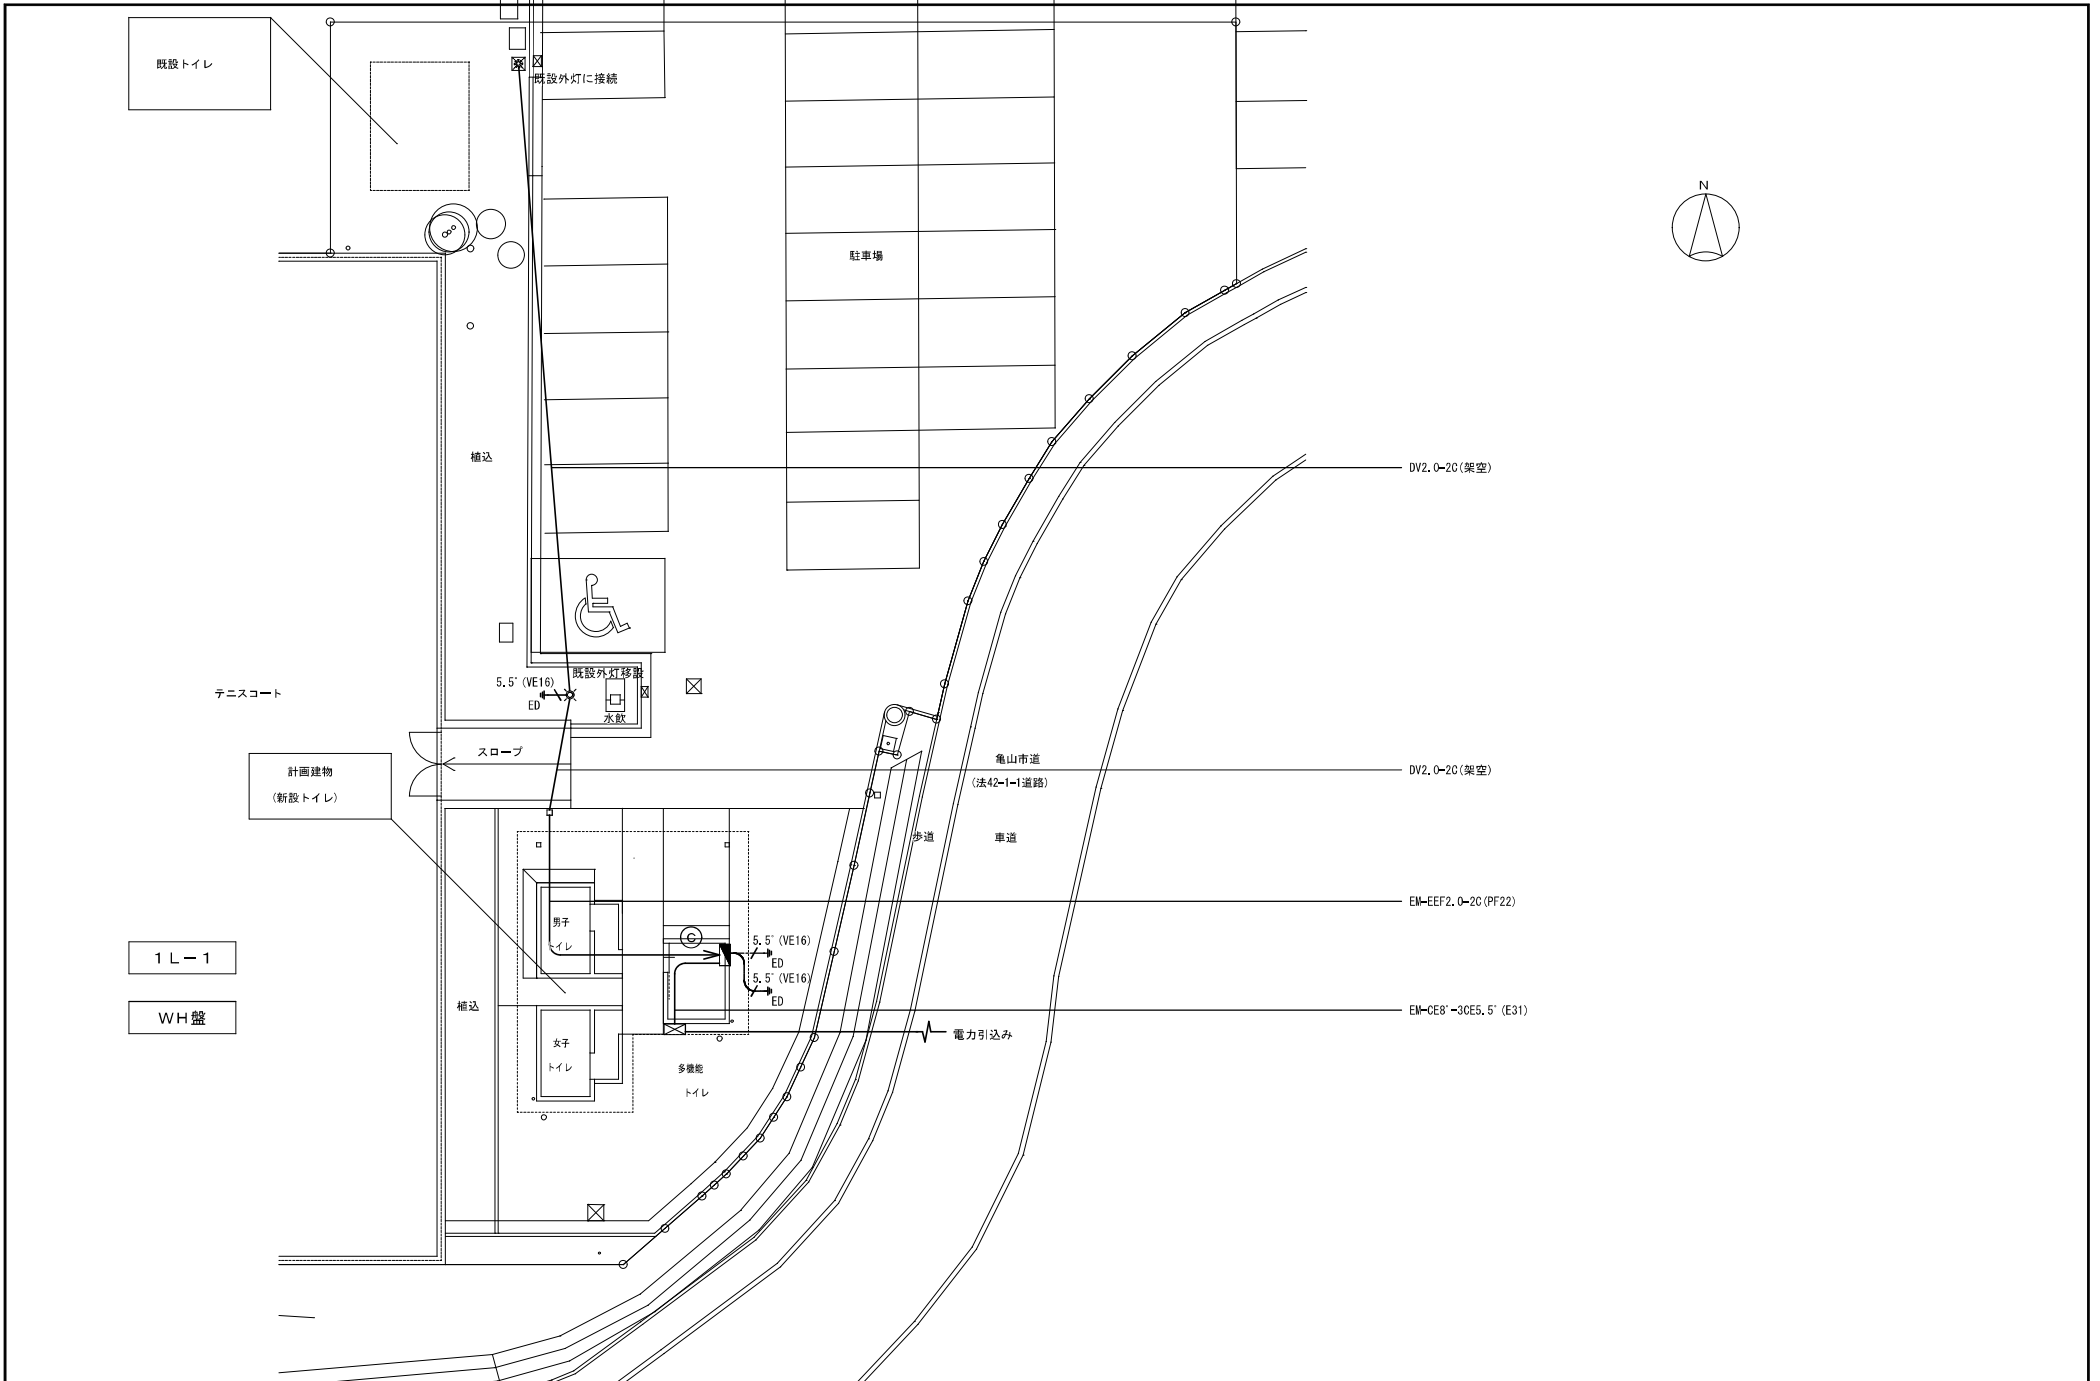 既設トイレ
既設外灯に接続
N
駐車場
植込
DV2.0-2C(架空)
既設外灯移設
5.5°(VE16)
ED
水飲
テニスコート
スロープ
亀山市道
(法42-1-1道路)
DV2.0-2C(架空)
計画建物
(新設トイレ)
歩道
車道
EM-EEF2.0-2C(PF22)
男子
トイレ
C
5.5°(VE16)
ED
1L-1
5.5°(VE16)
ED
植込
EM-CE8°-3CE5.5°(E31)
WH盤
電力引込み
女子
トイレ
多機能
トイレ